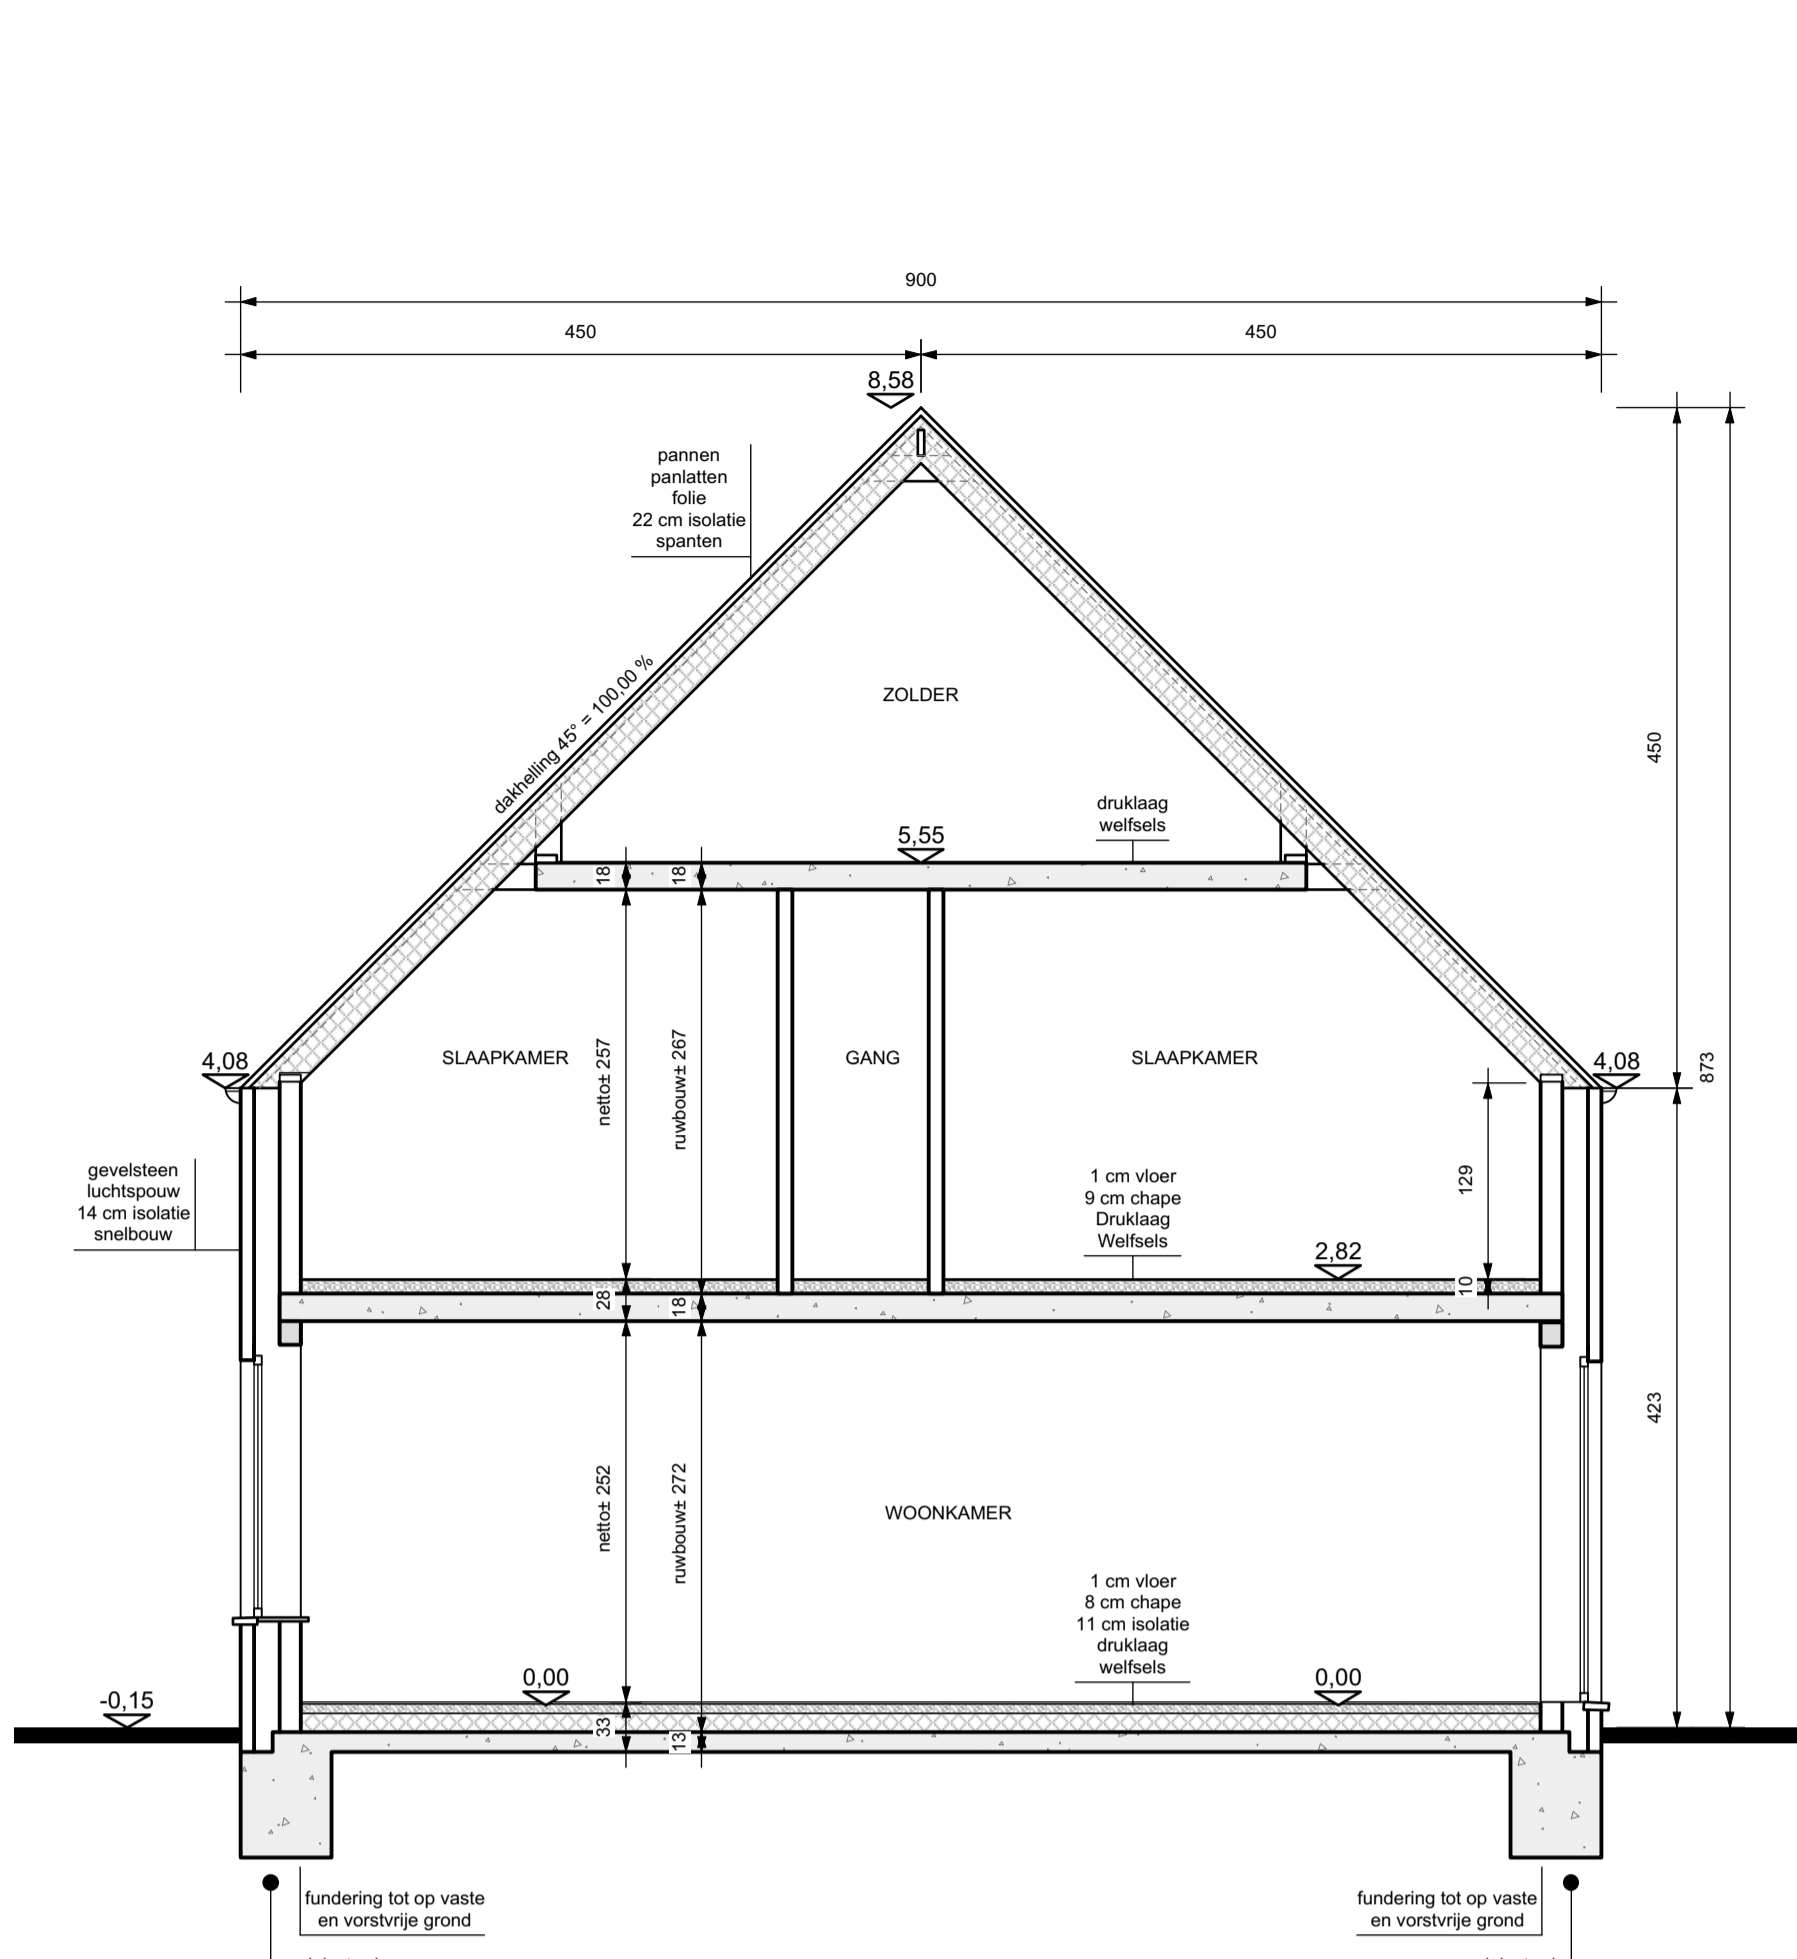 900
450
450
8,58
pannen
panlatten
folie
22 cm isolatie
spanten
dakhelling 45° = 100,00 %
ZOLDER
450
druklaag
welfsels
5,55
18
18
4,08
SLAAPKAMER
netto± 257
ruwbouw± 267
GANG
SLAAPKAMER
4,08
873
gevelsteen
luchtspouw
14 cm isolatie
snelbouw
1 cm vloer
9 cm chape
Druklaag
Welfsels
129
2,82
28
18
10
423
netto± 252
ruwbouw± 272
WOONKAMER
1 cm vloer
8 cm chape
11 cm isolatie
druklaag
welfsels
-0,15
0,00
0,00
33
13
fundering tot op vaste
en vorstvrije grond
fundering tot op vaste
en vorstvrije grond